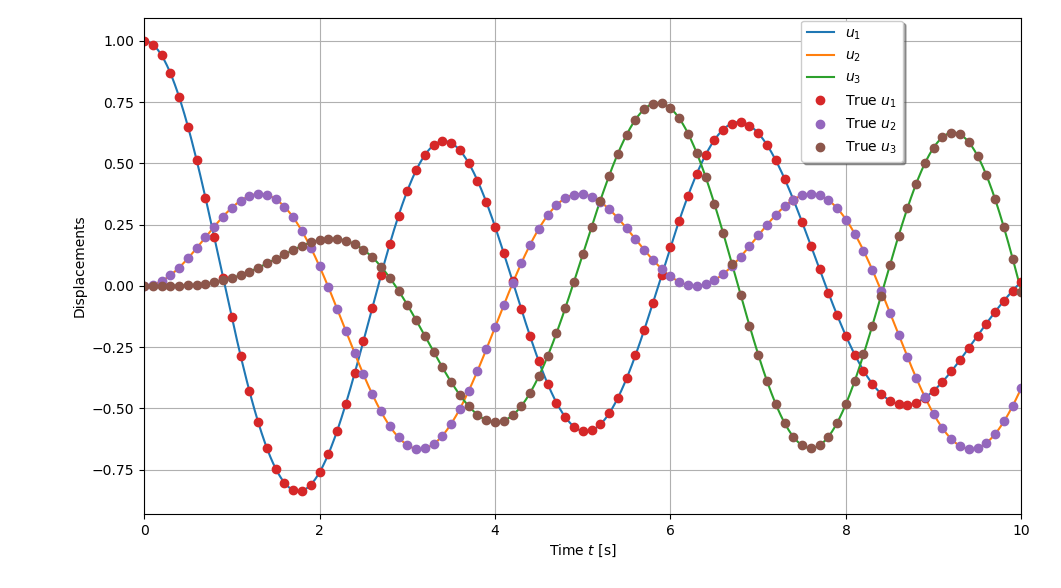 1.00
0.75
0.50
0.25
0.00
−0.25
−0.50
−0.75
Displacements
0 2 4 6 8 10
Time t [s]
u₁
u₂
u₃
True u₁
True u₂
True u₃